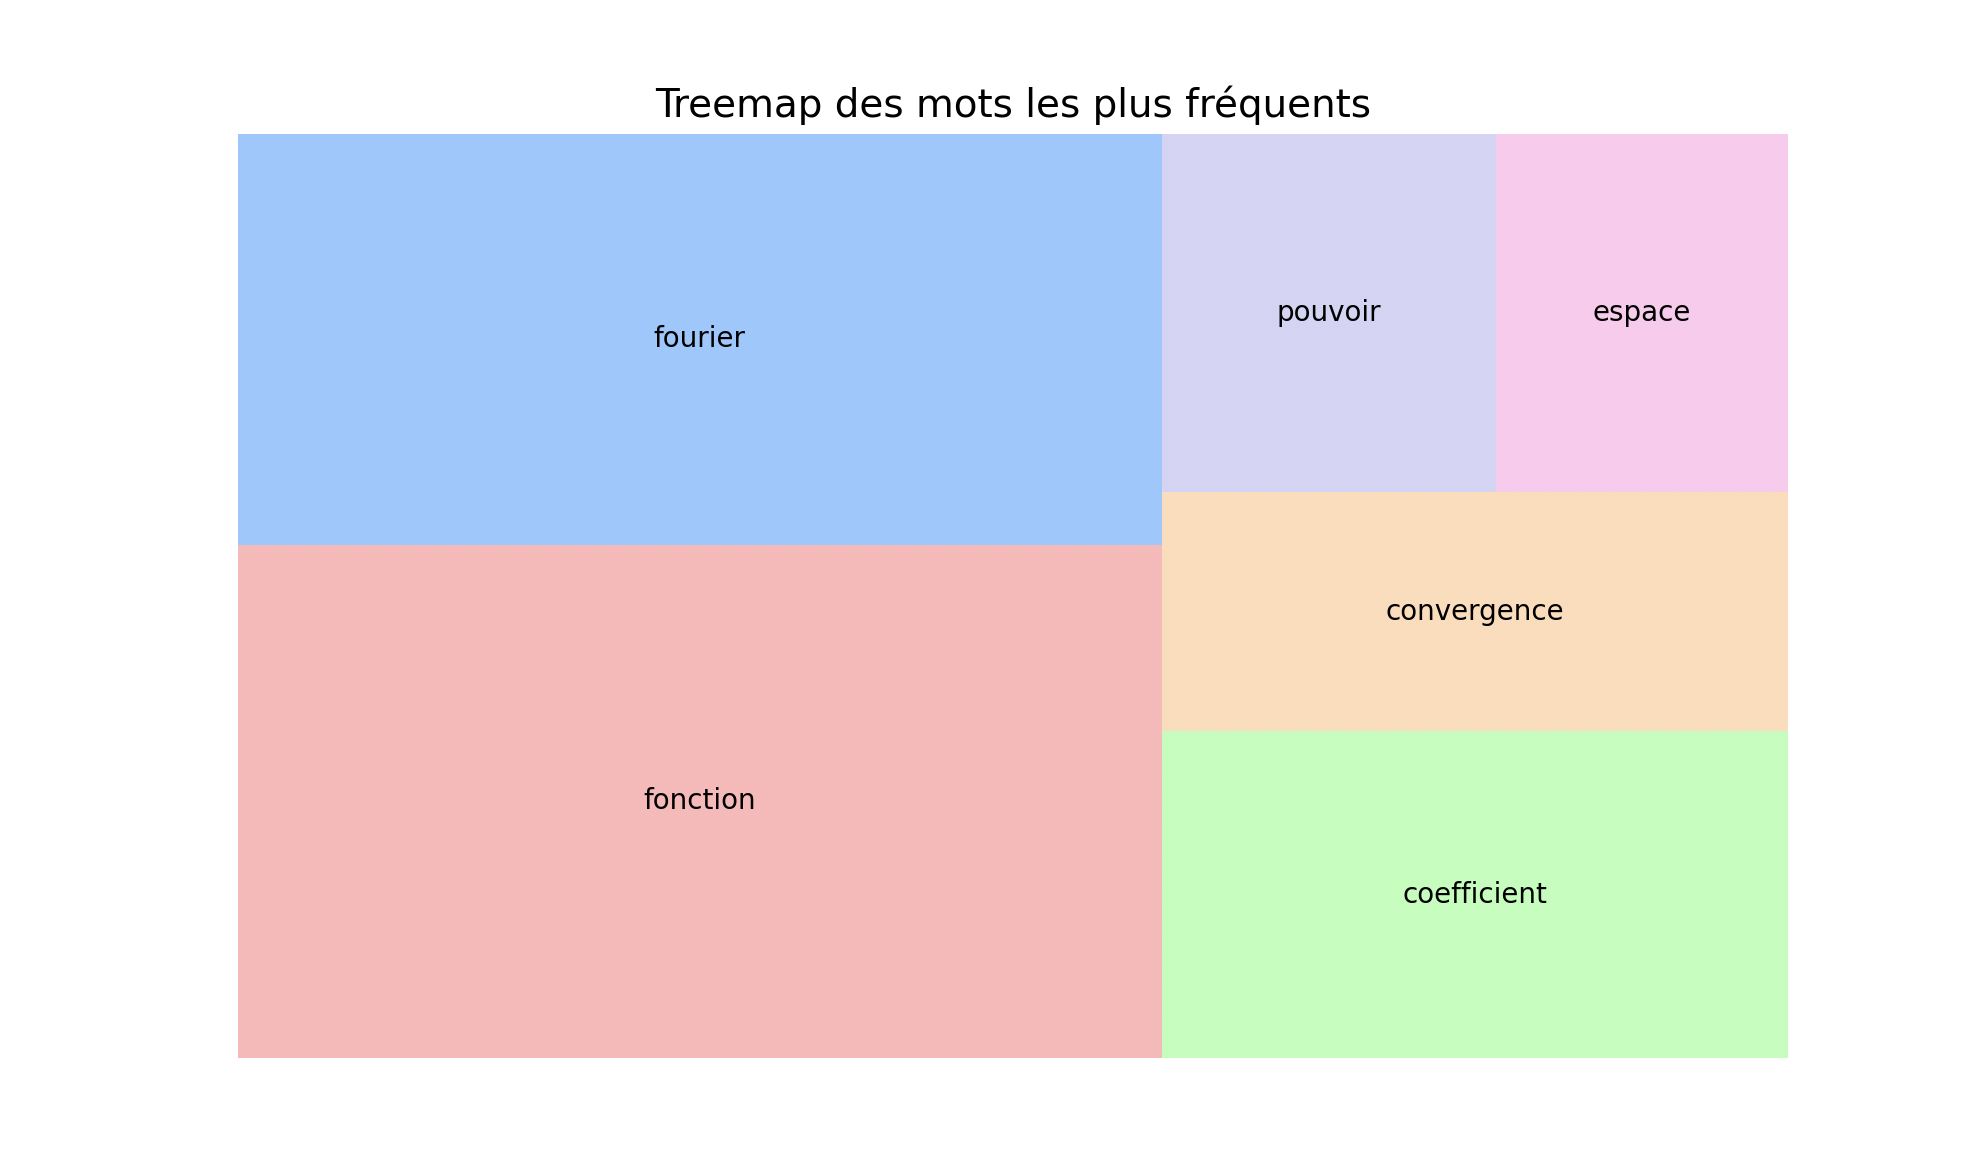 Treemap des mots les plus fréquents
fourier
pouvoir
espace
fonction
convergence
coefficient